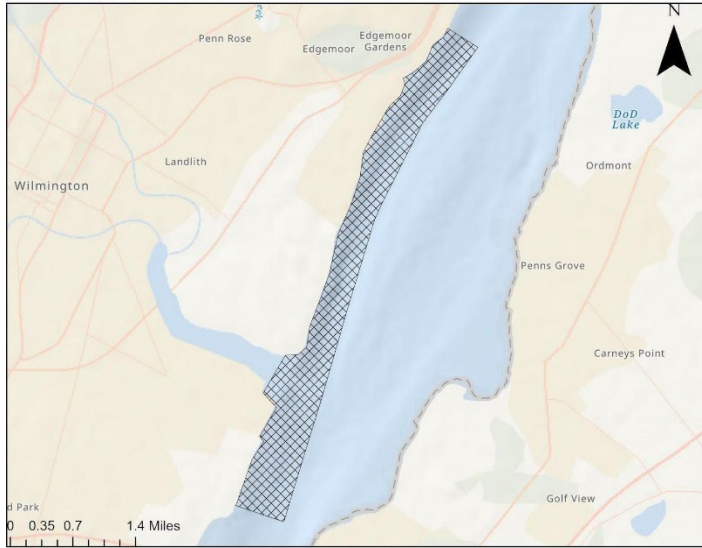 N
eek
Penn Rose
Edgemoor
Edgemoor
Gardens
DoD
Lake
Landlith
Ordmont
Wilmington
Penns Grove
Carneys Point
Golf View
d Park
0 0.35 0.7 1.4 Miles